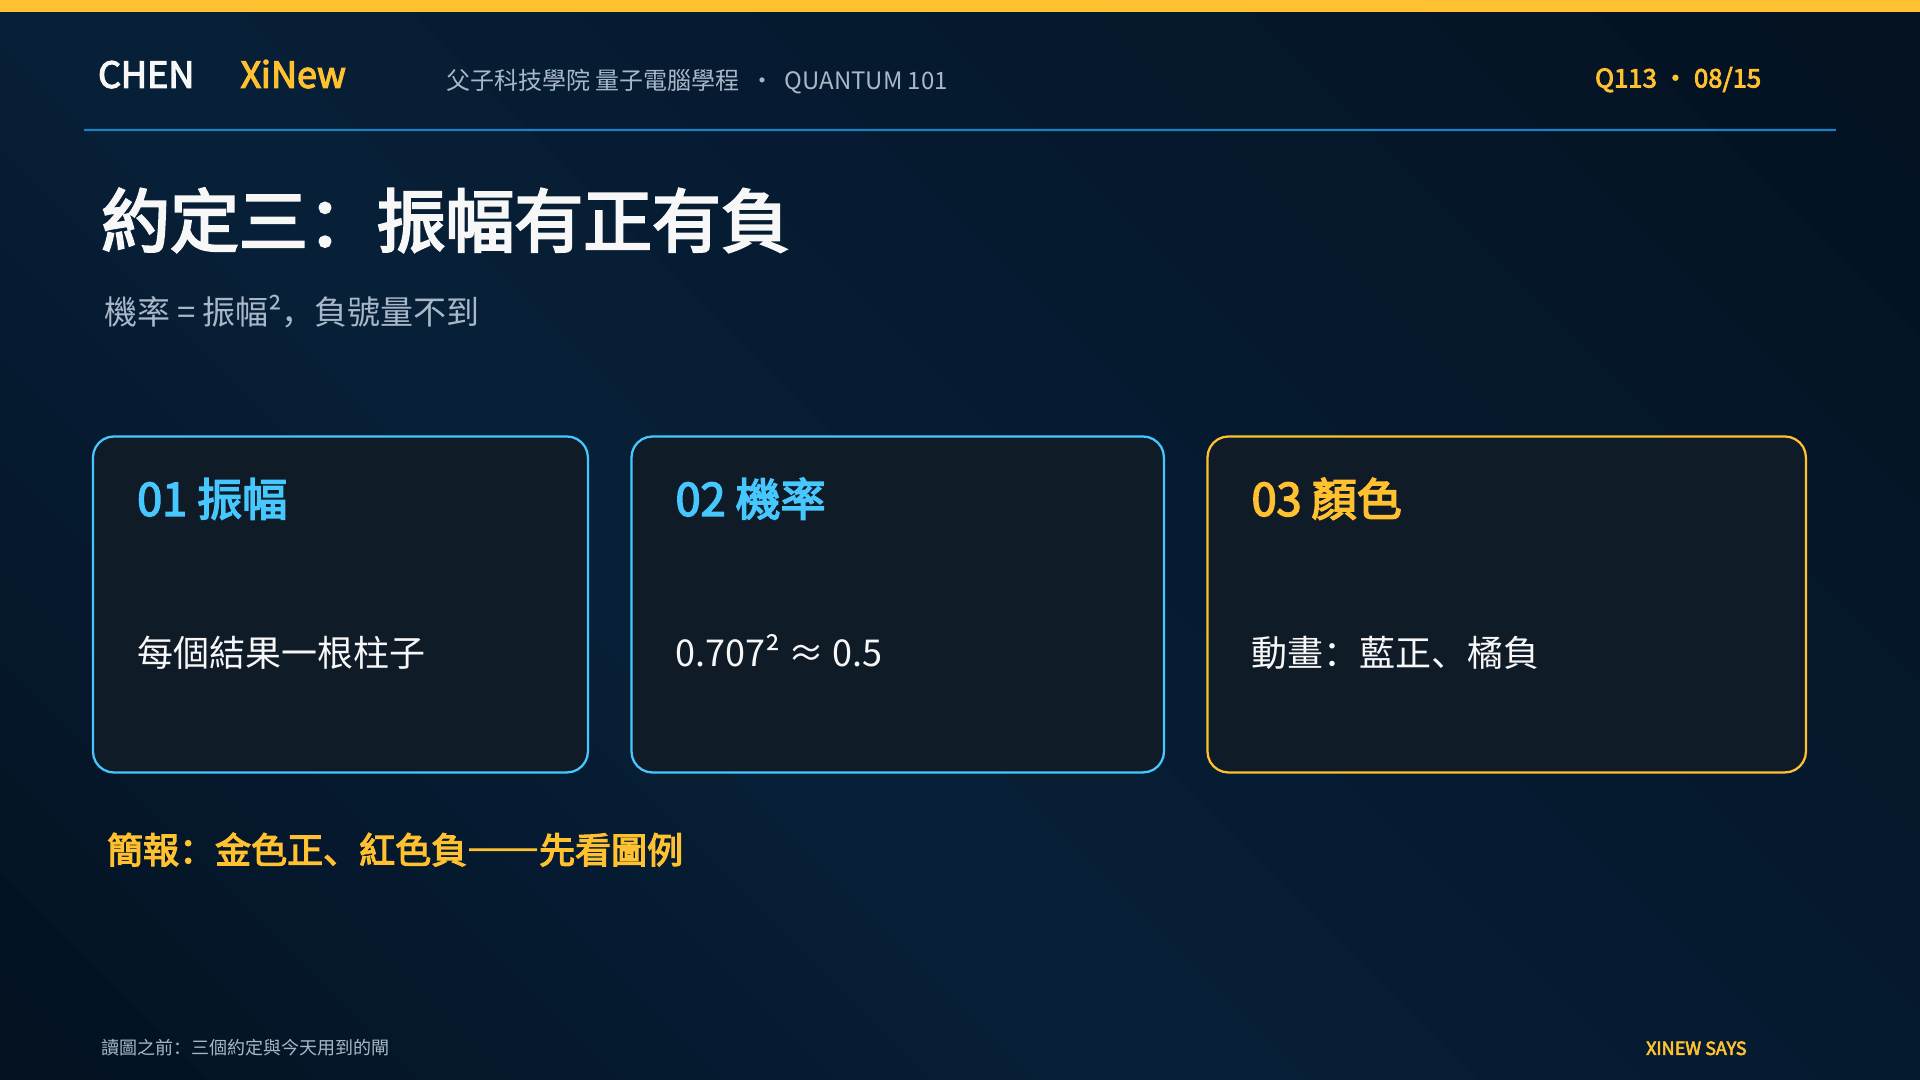 CHEN XiNew 父子科技學院 量子電腦學程 · QUANTUM 101 Q113 · 08/15
約定三：振幅有正有負
機率 = 振幅²，負號量不到
01 振幅
每個結果一根柱子
02 機率
0.707² ≈ 0.5
03 顏色
動畫：藍正、橘負
簡報：金色正、紅色負——先看圖例
讀圖之前：三個約定與今天用到的閘
XINEW SAYS